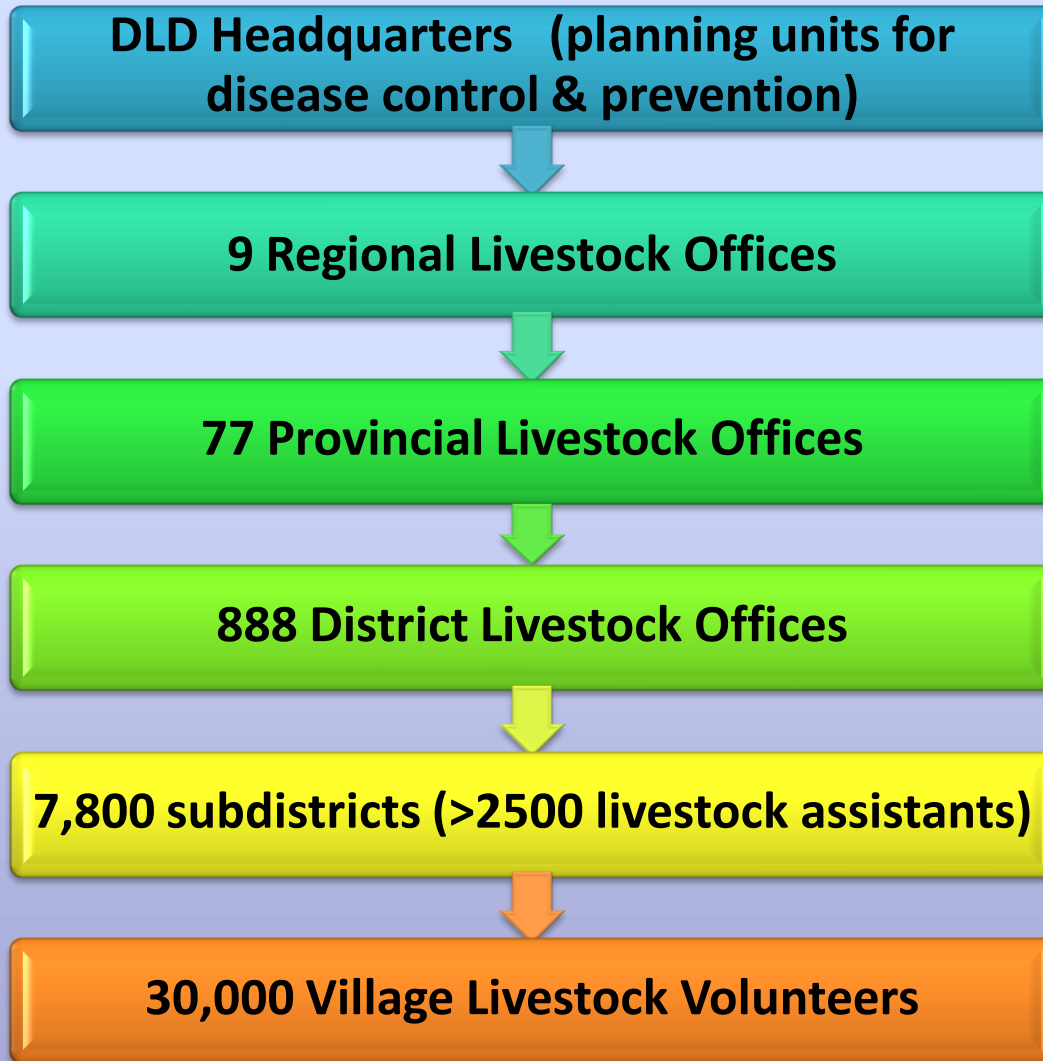 DLD Headquarters (planning units for
disease control & prevention)
9 Regional Livestock Offices
77 Provincial Livestock Offices
888 District Livestock Offices
7,800 subdistricts (>2500 livestock assistants)
30,000 Village Livestock Volunteers